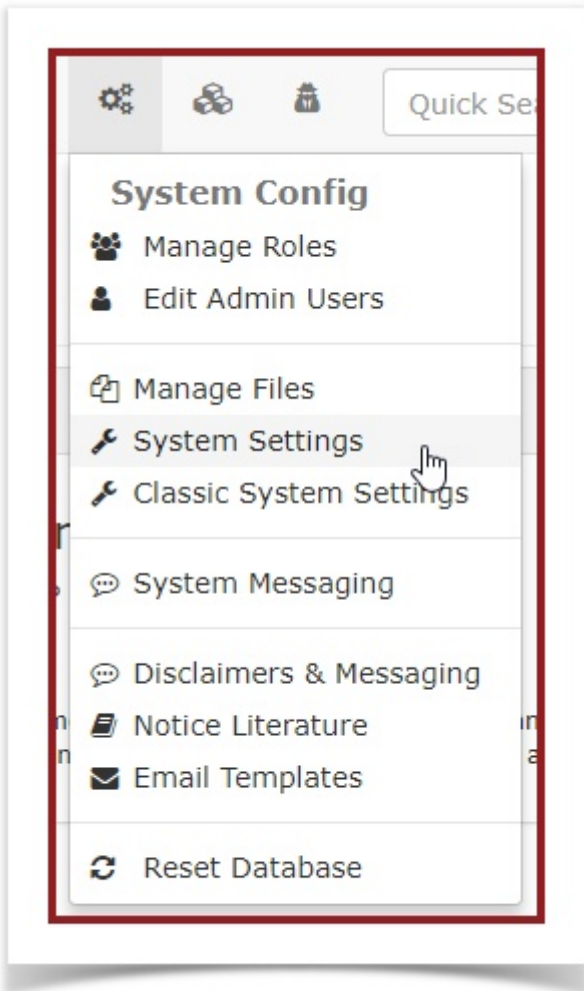 Quick Se
System Config
Manage Roles
Edit Admin Users
Manage Files
System Settings
Classic System Settings
System Messaging
Disclaimers & Messaging
Notice Literature
Email Templates
Reset Database